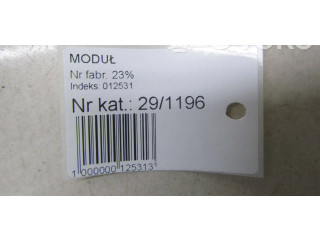 MODUŁ
Nr fabr. 23%
Indeks: 012531
Nr kat.: 29/1196
1 000000 125313